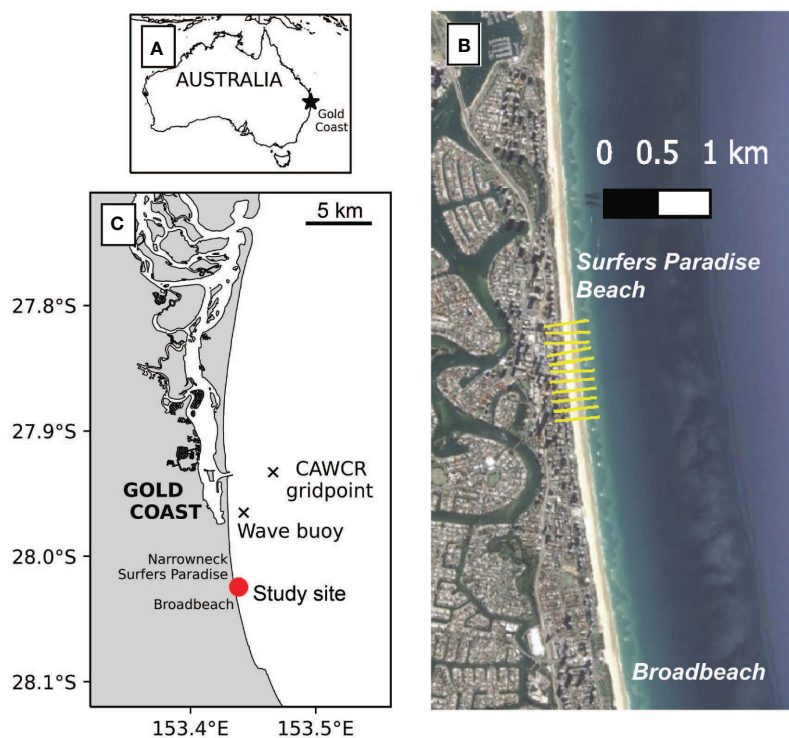 A
AUSTRALIA
Gold
Coast
B
0 0.5 1 km
Surfers Paradise
Beach
Broadbeach
C
5 km
27.8°S
27.9°S
28.0°S
28.1°S
CAWCR
gridpoint
GOLD
COAST
Wave buoy
Narrowneck
Surfers Paradise
Study site
Broadbeach
153.4°E 153.5°E